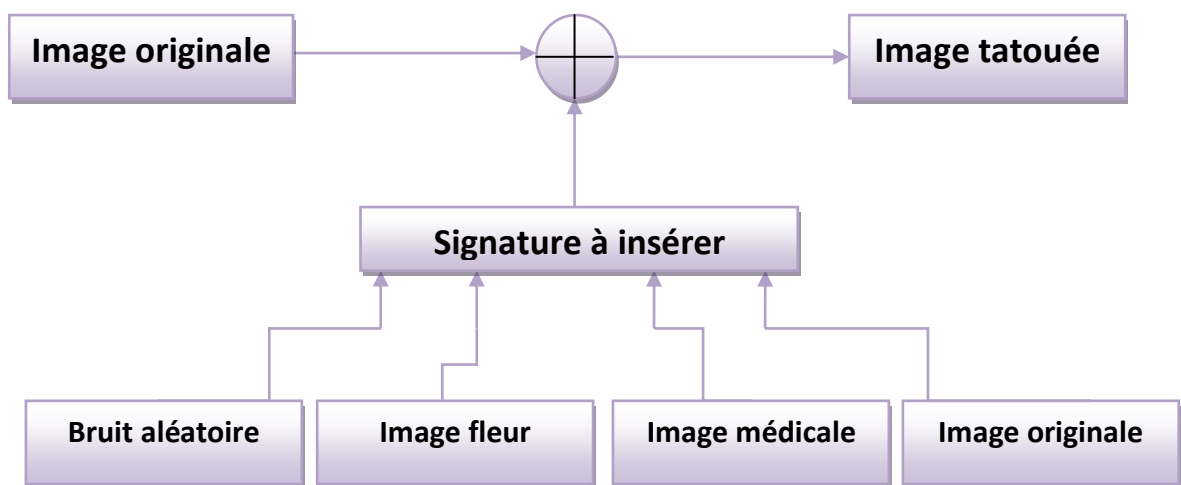 Image originale
Image tatouée
Signature à insérer
Bruit aléatoire
Image fleur
Image médicale
Image originale